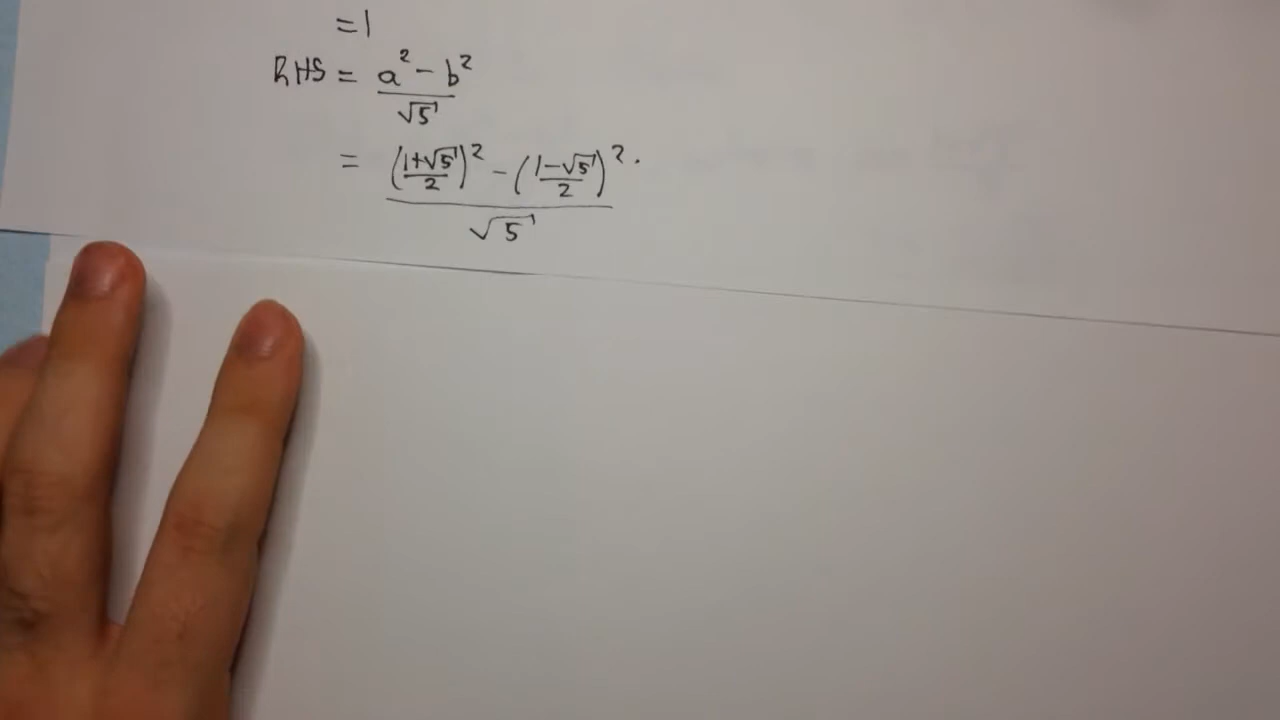 =1
RHS = (a² - b²)/√5
= (((1+√5)/2)² - ((1-√5)/2)²)/√5.